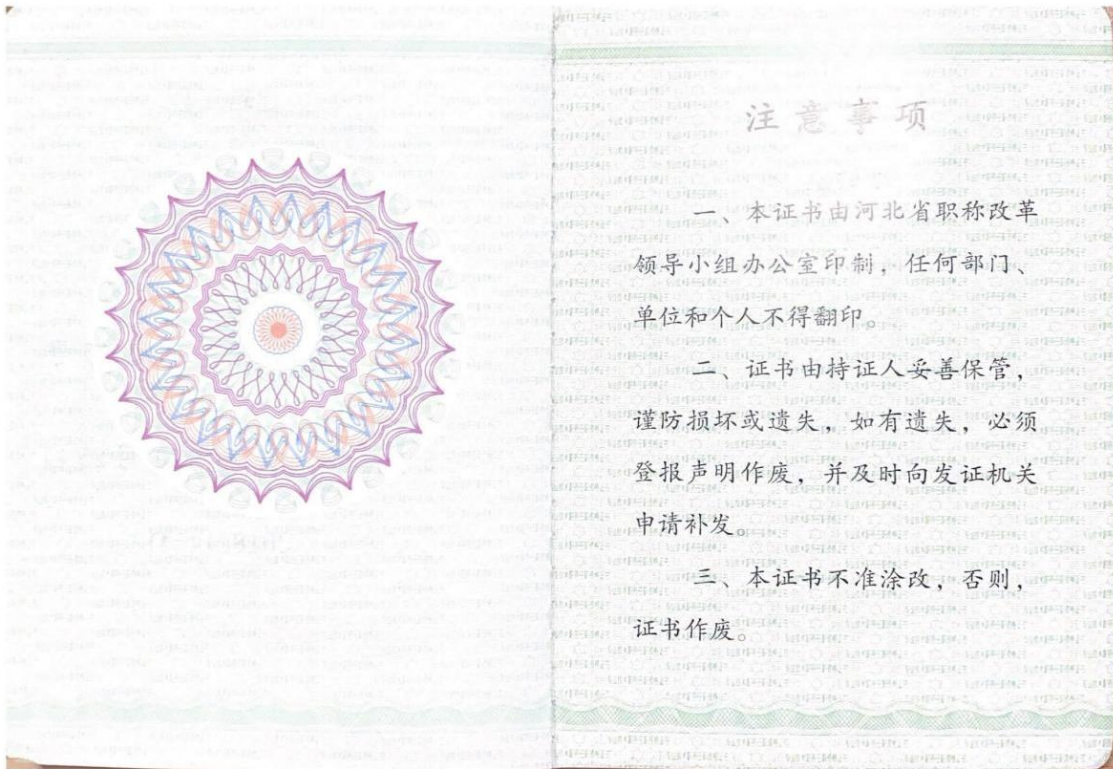 注意事项
一、本证书由河北省职称改革
领导小组办公室印制，任何部门、
单位和个人不得翻印。
二、证书由持证人妥善保管，
谨防损坏或遗失，如有遗失，必须
登报声明作废，并及时向发证机关
申请补发。
三、本证书不准涂改，否则，
证书作废。